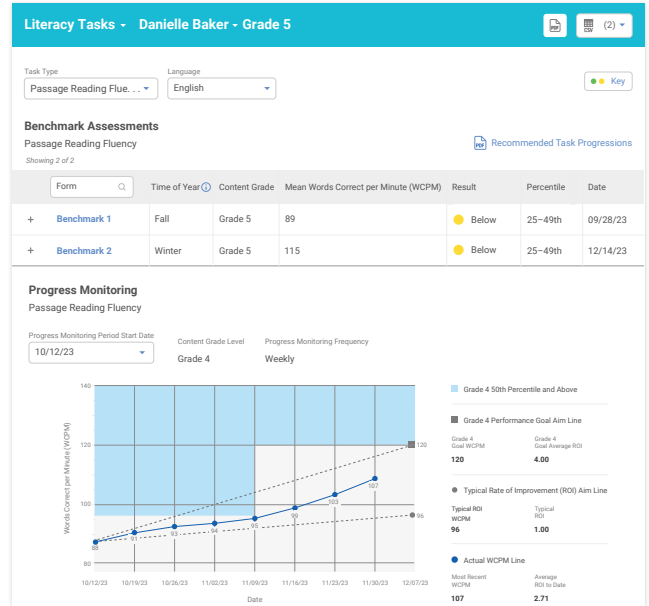 Literacy Tasks - Danielle Baker - Grade 5
PDF
CSV (2)
Task Type
Language
Passage Reading Flue. . .
English
Key
Benchmark Assessments
Passage Reading Fluency
PDF Recommended Task Progressions
Showing 2 of 2
Form Time of Year Content Grade Mean Words Correct per Minute (WCPM) Result Percentile Date
+ Benchmark 1 Fall Grade 5 89 Below 25–49th 09/28/23
+ Benchmark 2 Winter Grade 5 115 Below 25–49th 12/14/23
Progress Monitoring
Passage Reading Fluency
Progress Monitoring Period Start Date
Content Grade Level
Progress Monitoring Frequency
10/12/23
Grade 4
Weekly
Words Correct per Minute (WCPM)
140
120
100
80
88
91
93
94
95
99
103
107
120
96
10/12/23 10/19/23 10/26/23 11/02/23 11/09/23 11/16/23 11/23/23 11/30/23 12/07/23
Date
Grade 4 50th Percentile and Above
Grade 4 Performance Goal Aim Line
Grade 4 Goal WCPM
Grade 4 Goal Average ROI
120
4.00
Typical Rate of Improvement (ROI) Aim Line
Typical ROI WCPM
Typical ROI
96
1.00
Actual WCPM Line
Most Recent WCPM
Average ROI to Date
107
2.71